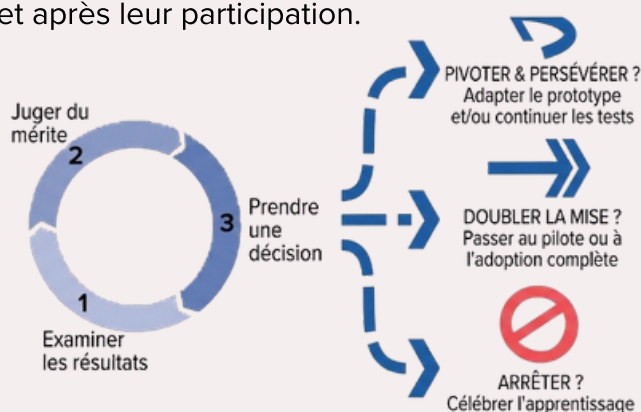 et après leur participation.
Juger du
mérite
2
3
Prendre
une
décision
1
Examiner
les résultats
PIVOTER & PERSÉVÉRER ?
Adapter le prototype
et/ou continuer les tests
DOUBLER LA MISE ?
Passer au pilote ou à
l'adoption complète
ARRÊTER ?
Célébrer l'apprentissage